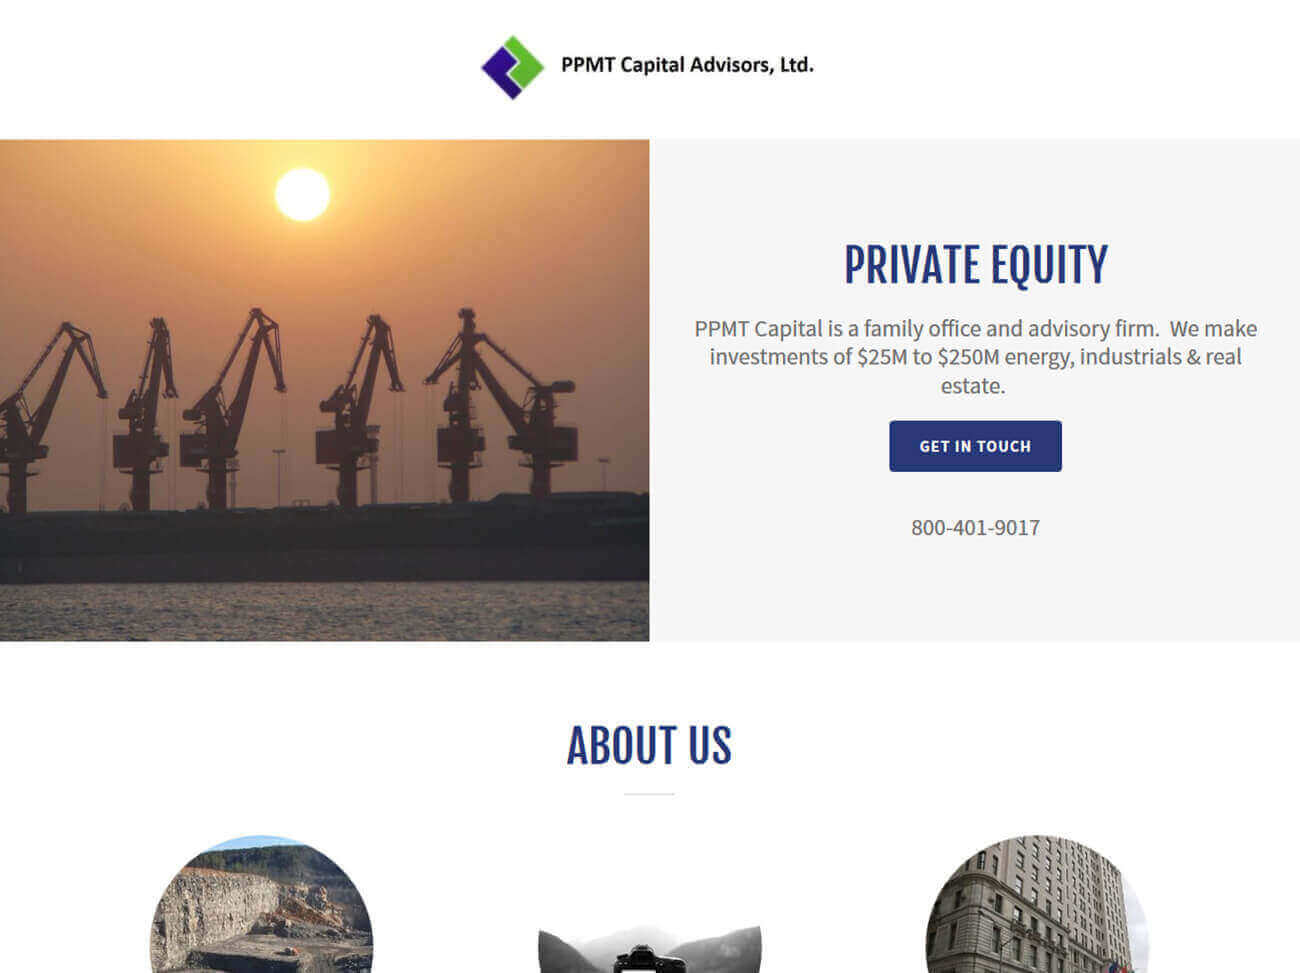 PPMT Capital Advisors, Ltd.
PRIVATE EQUITY
PPMT Capital is a family office and advisory firm.  We make
investments of $25M to $250M energy, industrials & real
estate.
GET IN TOUCH
800-401-9017
ABOUT US